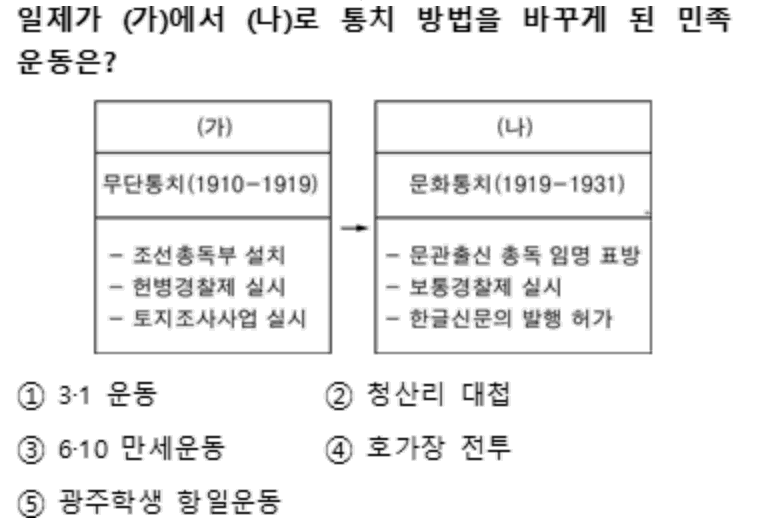 일제가 (가)에서 (나)로 통치 방법을 바꾸게 된 민족
운동은?
(가)
무단통치(1910-1919)
- 조선총독부 설치
- 헌병경찰제 실시
- 토지조사사업 실시
→
(나)
문화통치(1919-1931)
- 문관출신 총독 임명 표방
- 보통경찰제 실시
- 한글신문의 발행 허가
① 3·1 운동 ② 청산리 대첩
③ 6·10 만세운동 ④ 호가장 전투
⑤ 광주학생 항일운동